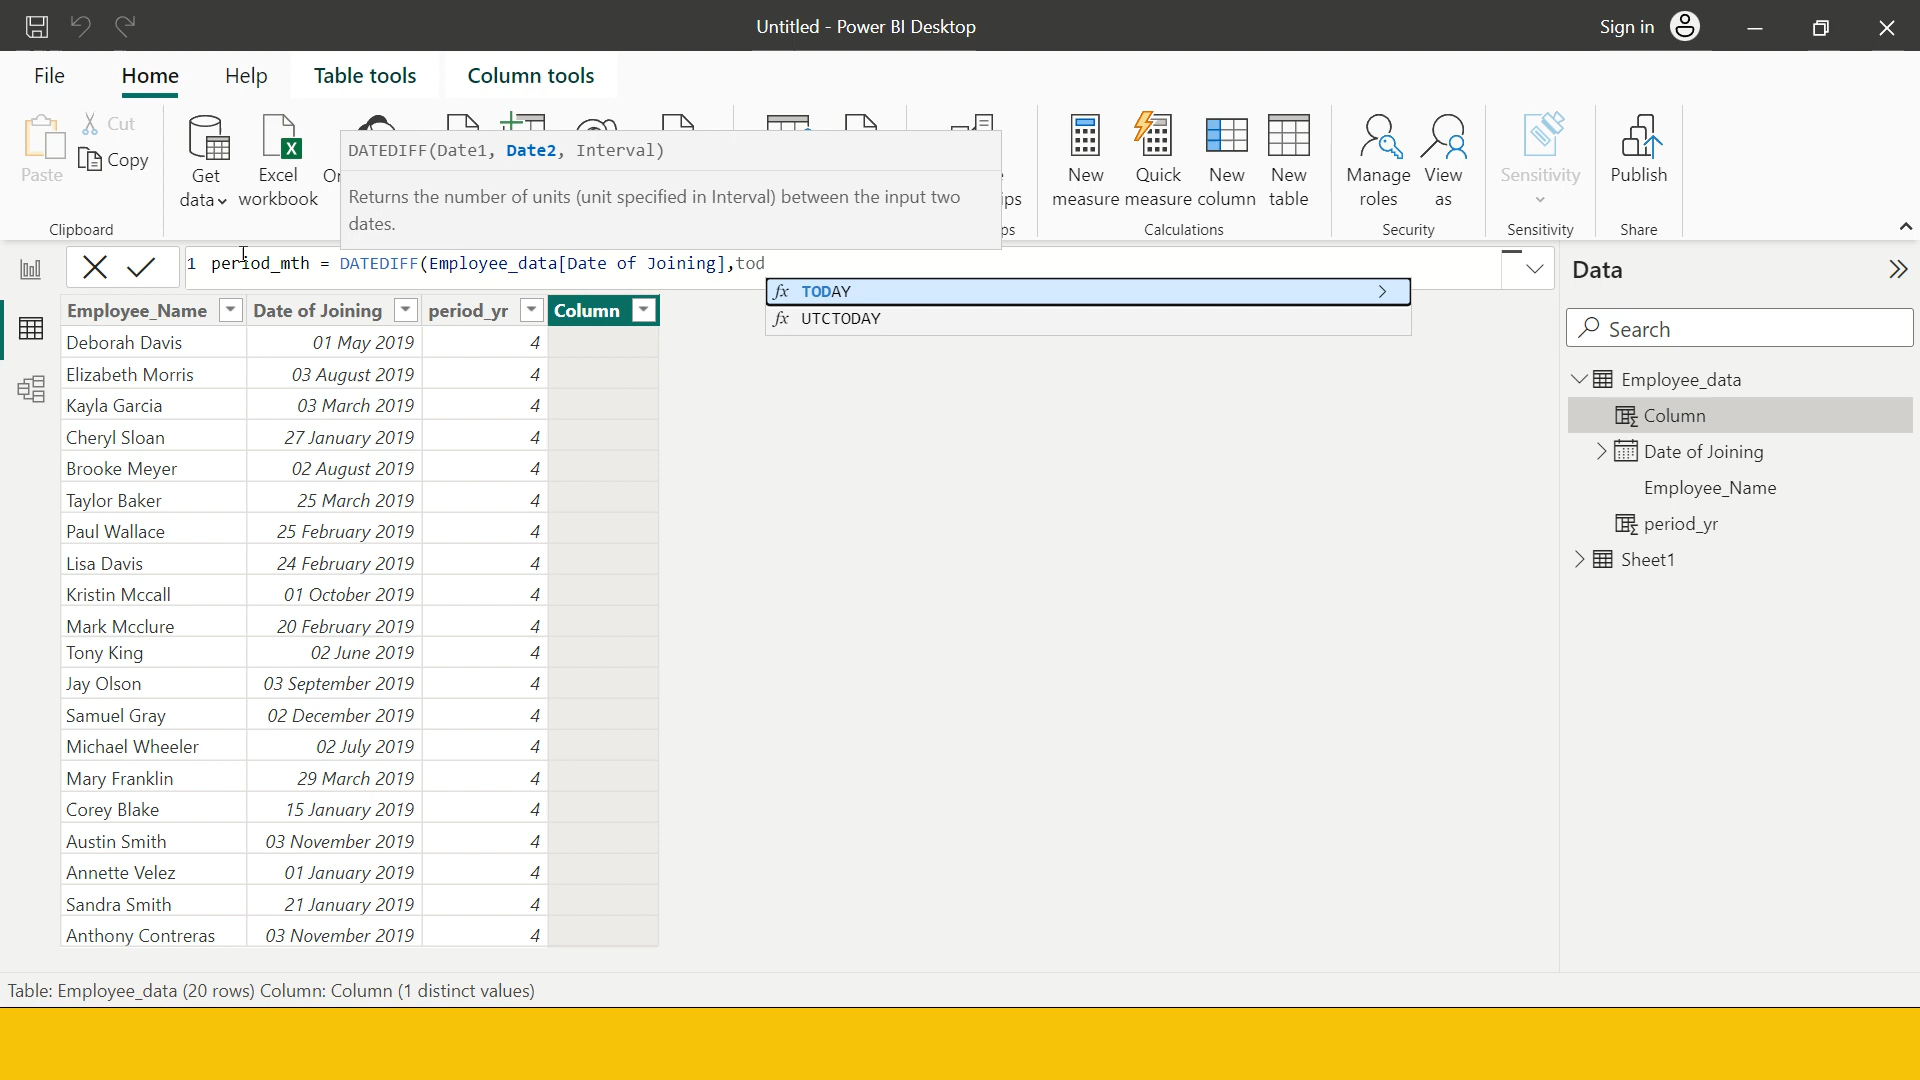 Untitled - Power BI Desktop
Sign in
File
Home
Help
Table tools
Column tools
Paste
Cut
Copy
Clipboard
Get
data
Excel
workbook
DATEDIFF(Date1, Date2, Interval)
Returns the number of units (unit specified in Interval) between the input two
dates.
New
measure
Quick
measure
New
column
New
table
Calculations
Manage
roles
View
as
Security
Sensitivity
Sensitivity
Publish
Share
1 period_mth = DATEDIFF(Employee_data[Date of Joining],tod
fx TODAY
fx UTCTODAY
Employee_Name Date of Joining period_yr Column
Deborah Davis 01 May 2019 4
Elizabeth Morris 03 August 2019 4
Kayla Garcia 03 March 2019 4
Cheryl Sloan 27 January 2019 4
Brooke Meyer 02 August 2019 4
Taylor Baker 25 March 2019 4
Paul Wallace 25 February 2019 4
Lisa Davis 24 February 2019 4
Kristin Mccall 01 October 2019 4
Mark Mcclure 20 February 2019 4
Tony King 02 June 2019 4
Jay Olson 03 September 2019 4
Samuel Gray 02 December 2019 4
Michael Wheeler 02 July 2019 4
Mary Franklin 29 March 2019 4
Corey Blake 15 January 2019 4
Austin Smith 03 November 2019 4
Annette Velez 01 January 2019 4
Sandra Smith 21 January 2019 4
Anthony Contreras 03 November 2019 4
Data
Search
Employee_data
Column
Date of Joining
Employee_Name
period_yr
Sheet1
Table: Employee_data (20 rows) Column: Column (1 distinct values)